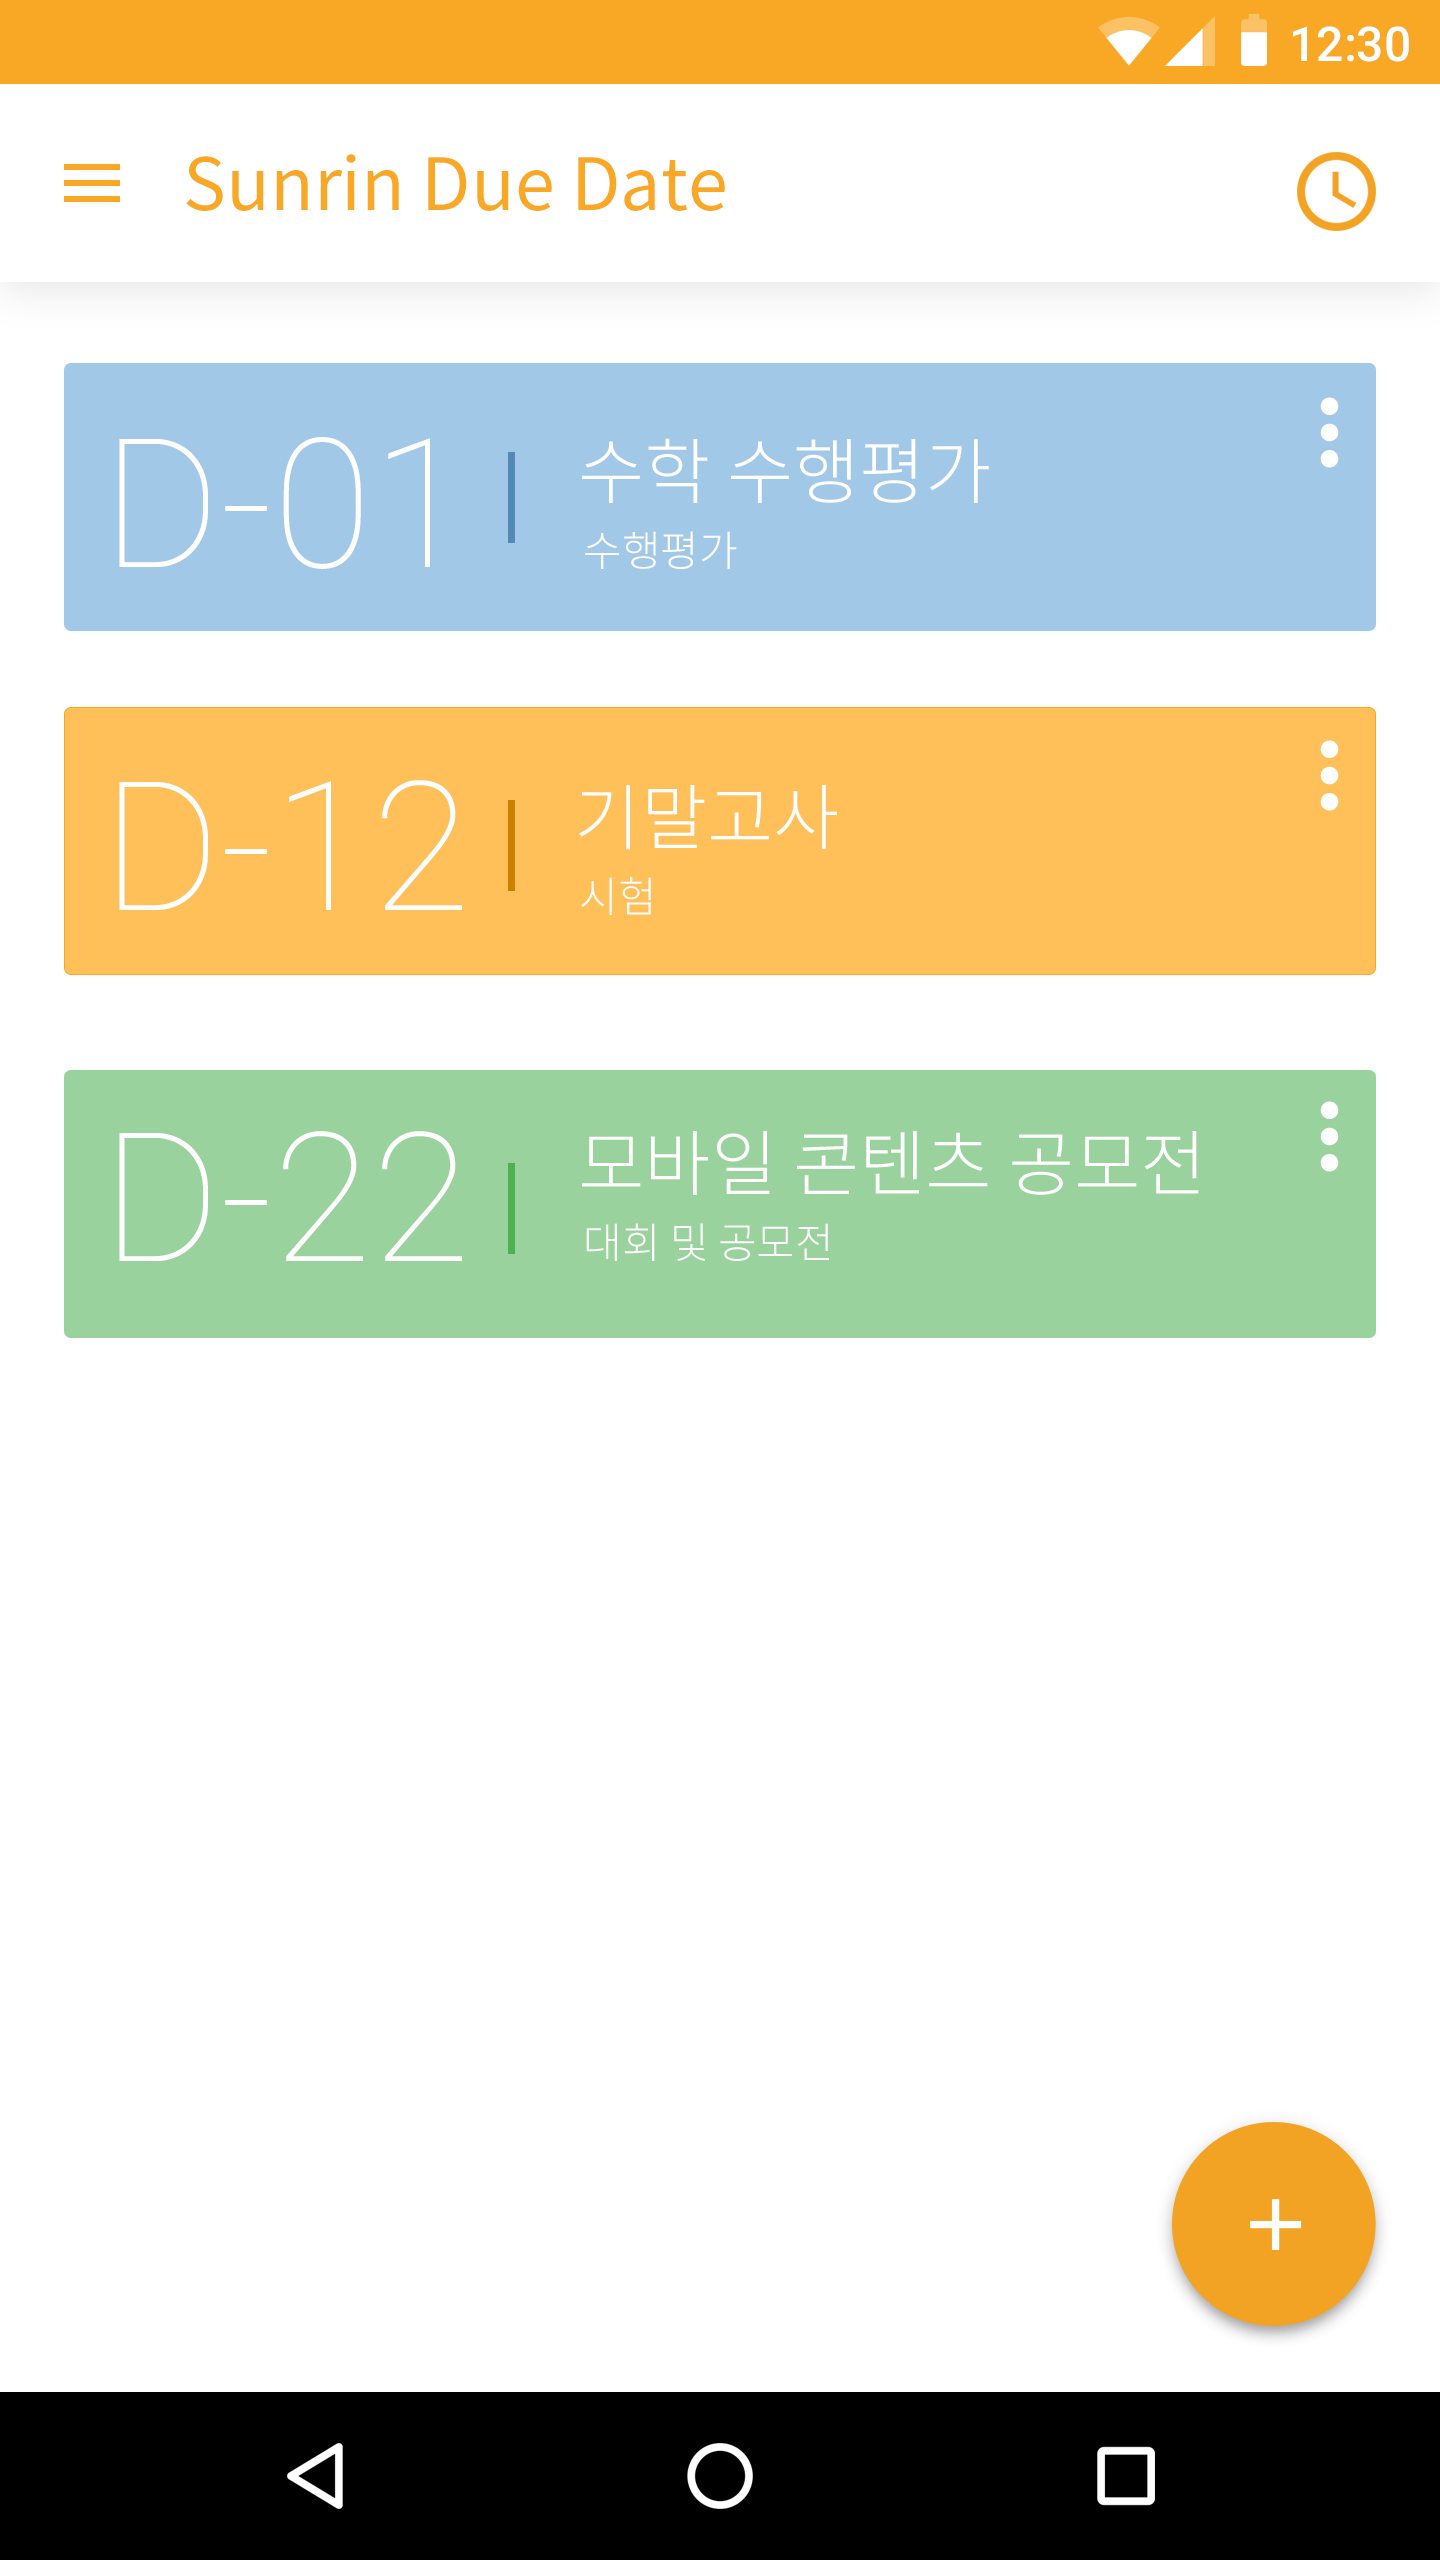 12:30
Sunrin Due Date
D-01
수학 수행평가
수행평가
D-12
기말고사
시험
D-22
모바일 콘텐츠 공모전
대회 및 공모전